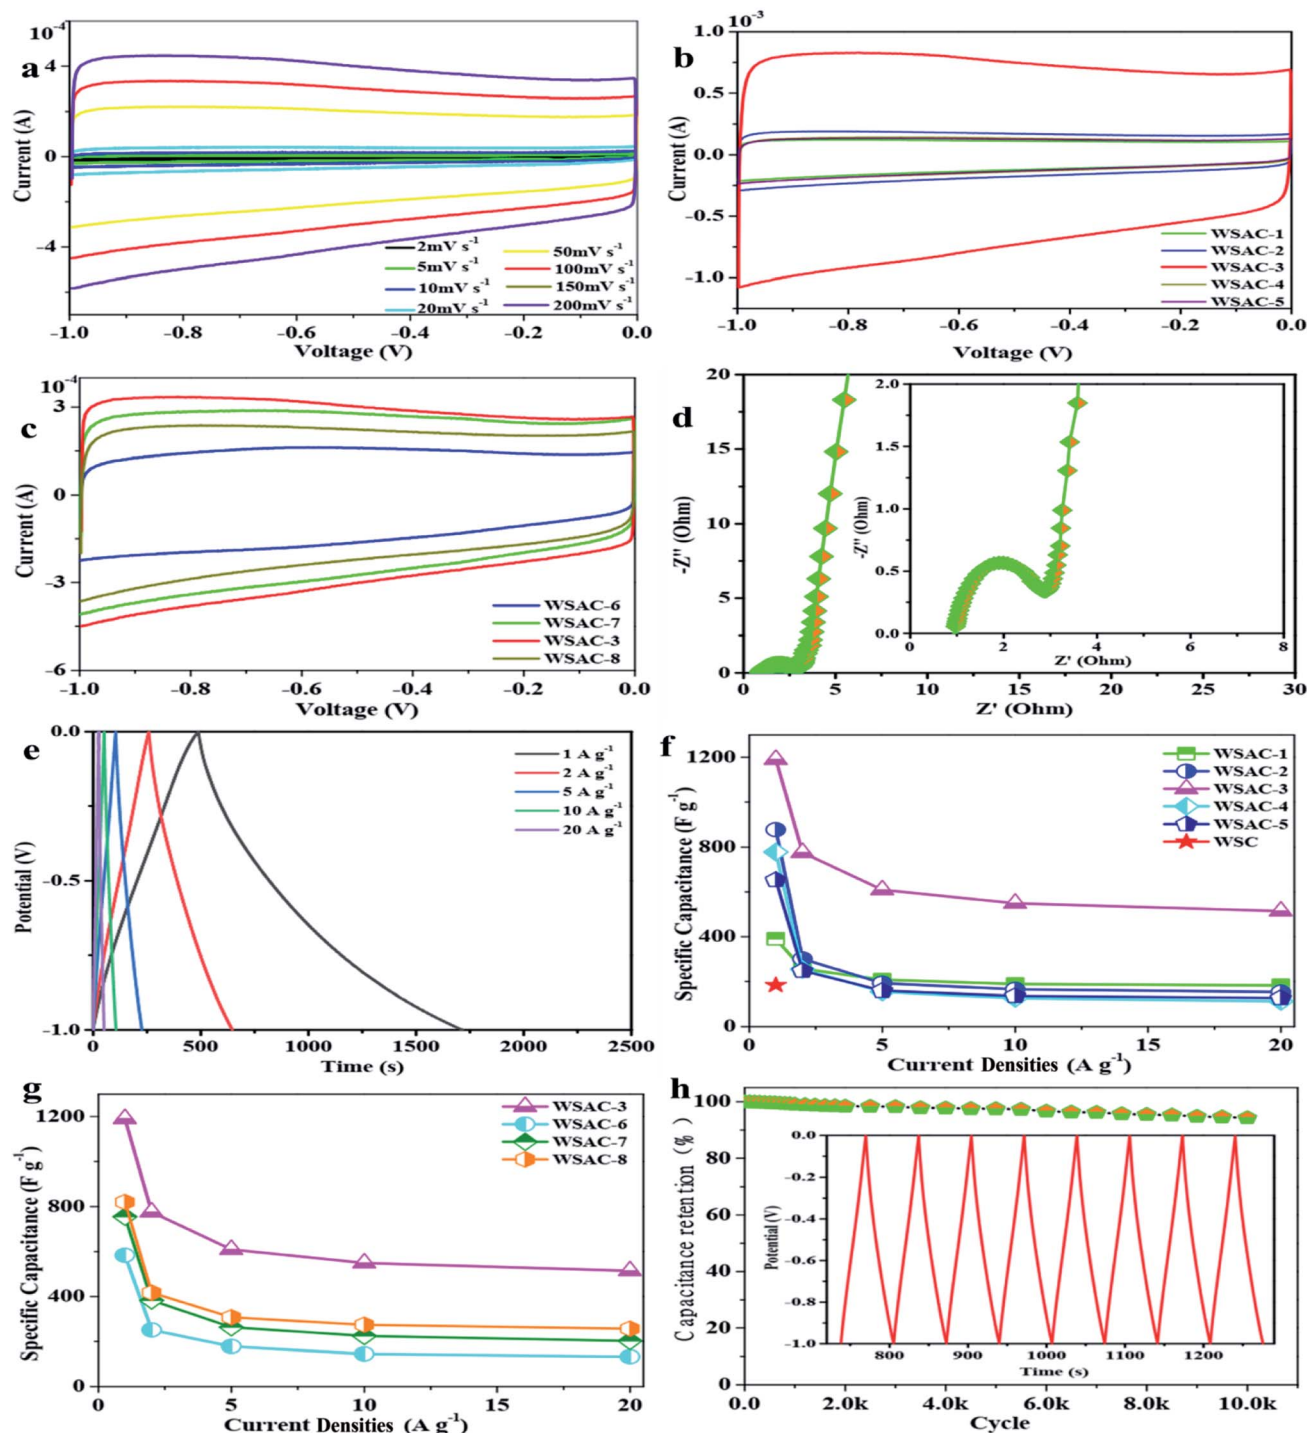 a
10⁻⁴
4
0
-4
Current (A)
2mV s⁻¹
5mV s⁻¹
10mV s⁻¹
20mV s⁻¹
50mV s⁻¹
100mV s⁻¹
150mV s⁻¹
200mV s⁻¹
-1.0 -0.8 -0.6 -0.4 -0.2 0.0
Voltage (V)
b
10⁻³
1.0
0.5
0.0
-0.5
-1.0
Current (A)
WSAC-1
WSAC-2
WSAC-3
WSAC-4
WSAC-5
-1.0 -0.8 -0.6 -0.4 -0.2 0.0
Voltage (V)
c
10⁻⁴
3
0
-3
-6
Current (A)
WSAC-6
WSAC-7
WSAC-3
WSAC-8
-1.0 -0.8 -0.6 -0.4 -0.2 0.0
Voltage (V)
d
20
15
10
5
0
-Z'' (Ohm)
0 5 10 15 20 25 30
Z' (Ohm)
2.0
1.5
1.0
0.5
0.0
-Z'' (Ohm)
0 2 4 6 8
Z' (Ohm)
e
0.0
-0.5
-1.0
Potential (V)
1 A g⁻¹
2 A g⁻¹
5 A g⁻¹
10 A g⁻¹
20 A g⁻¹
0 500 1000 1500 2000 2500
Time (s)
f
1200
800
400
0
Specific Capacitance (F g⁻¹)
WSAC-1
WSAC-2
WSAC-3
WSAC-4
WSAC-5
WSC
0 5 10 15 20
Current Densities (A g⁻¹)
g
1200
800
400
0
Specific Capacitance (F g⁻¹)
WSAC-3
WSAC-6
WSAC-7
WSAC-8
0 5 10 15 20
Current Densities (A g⁻¹)
h
100
80
60
40
20
0
Capacitance retention (%)
0.0 2.0k 4.0k 6.0k 8.0k 10.0k
Cycle
0.0
-0.2
-0.4
-0.6
-0.8
-1.0
Potential (V)
800 900 1000 1100 1200
Time (s)